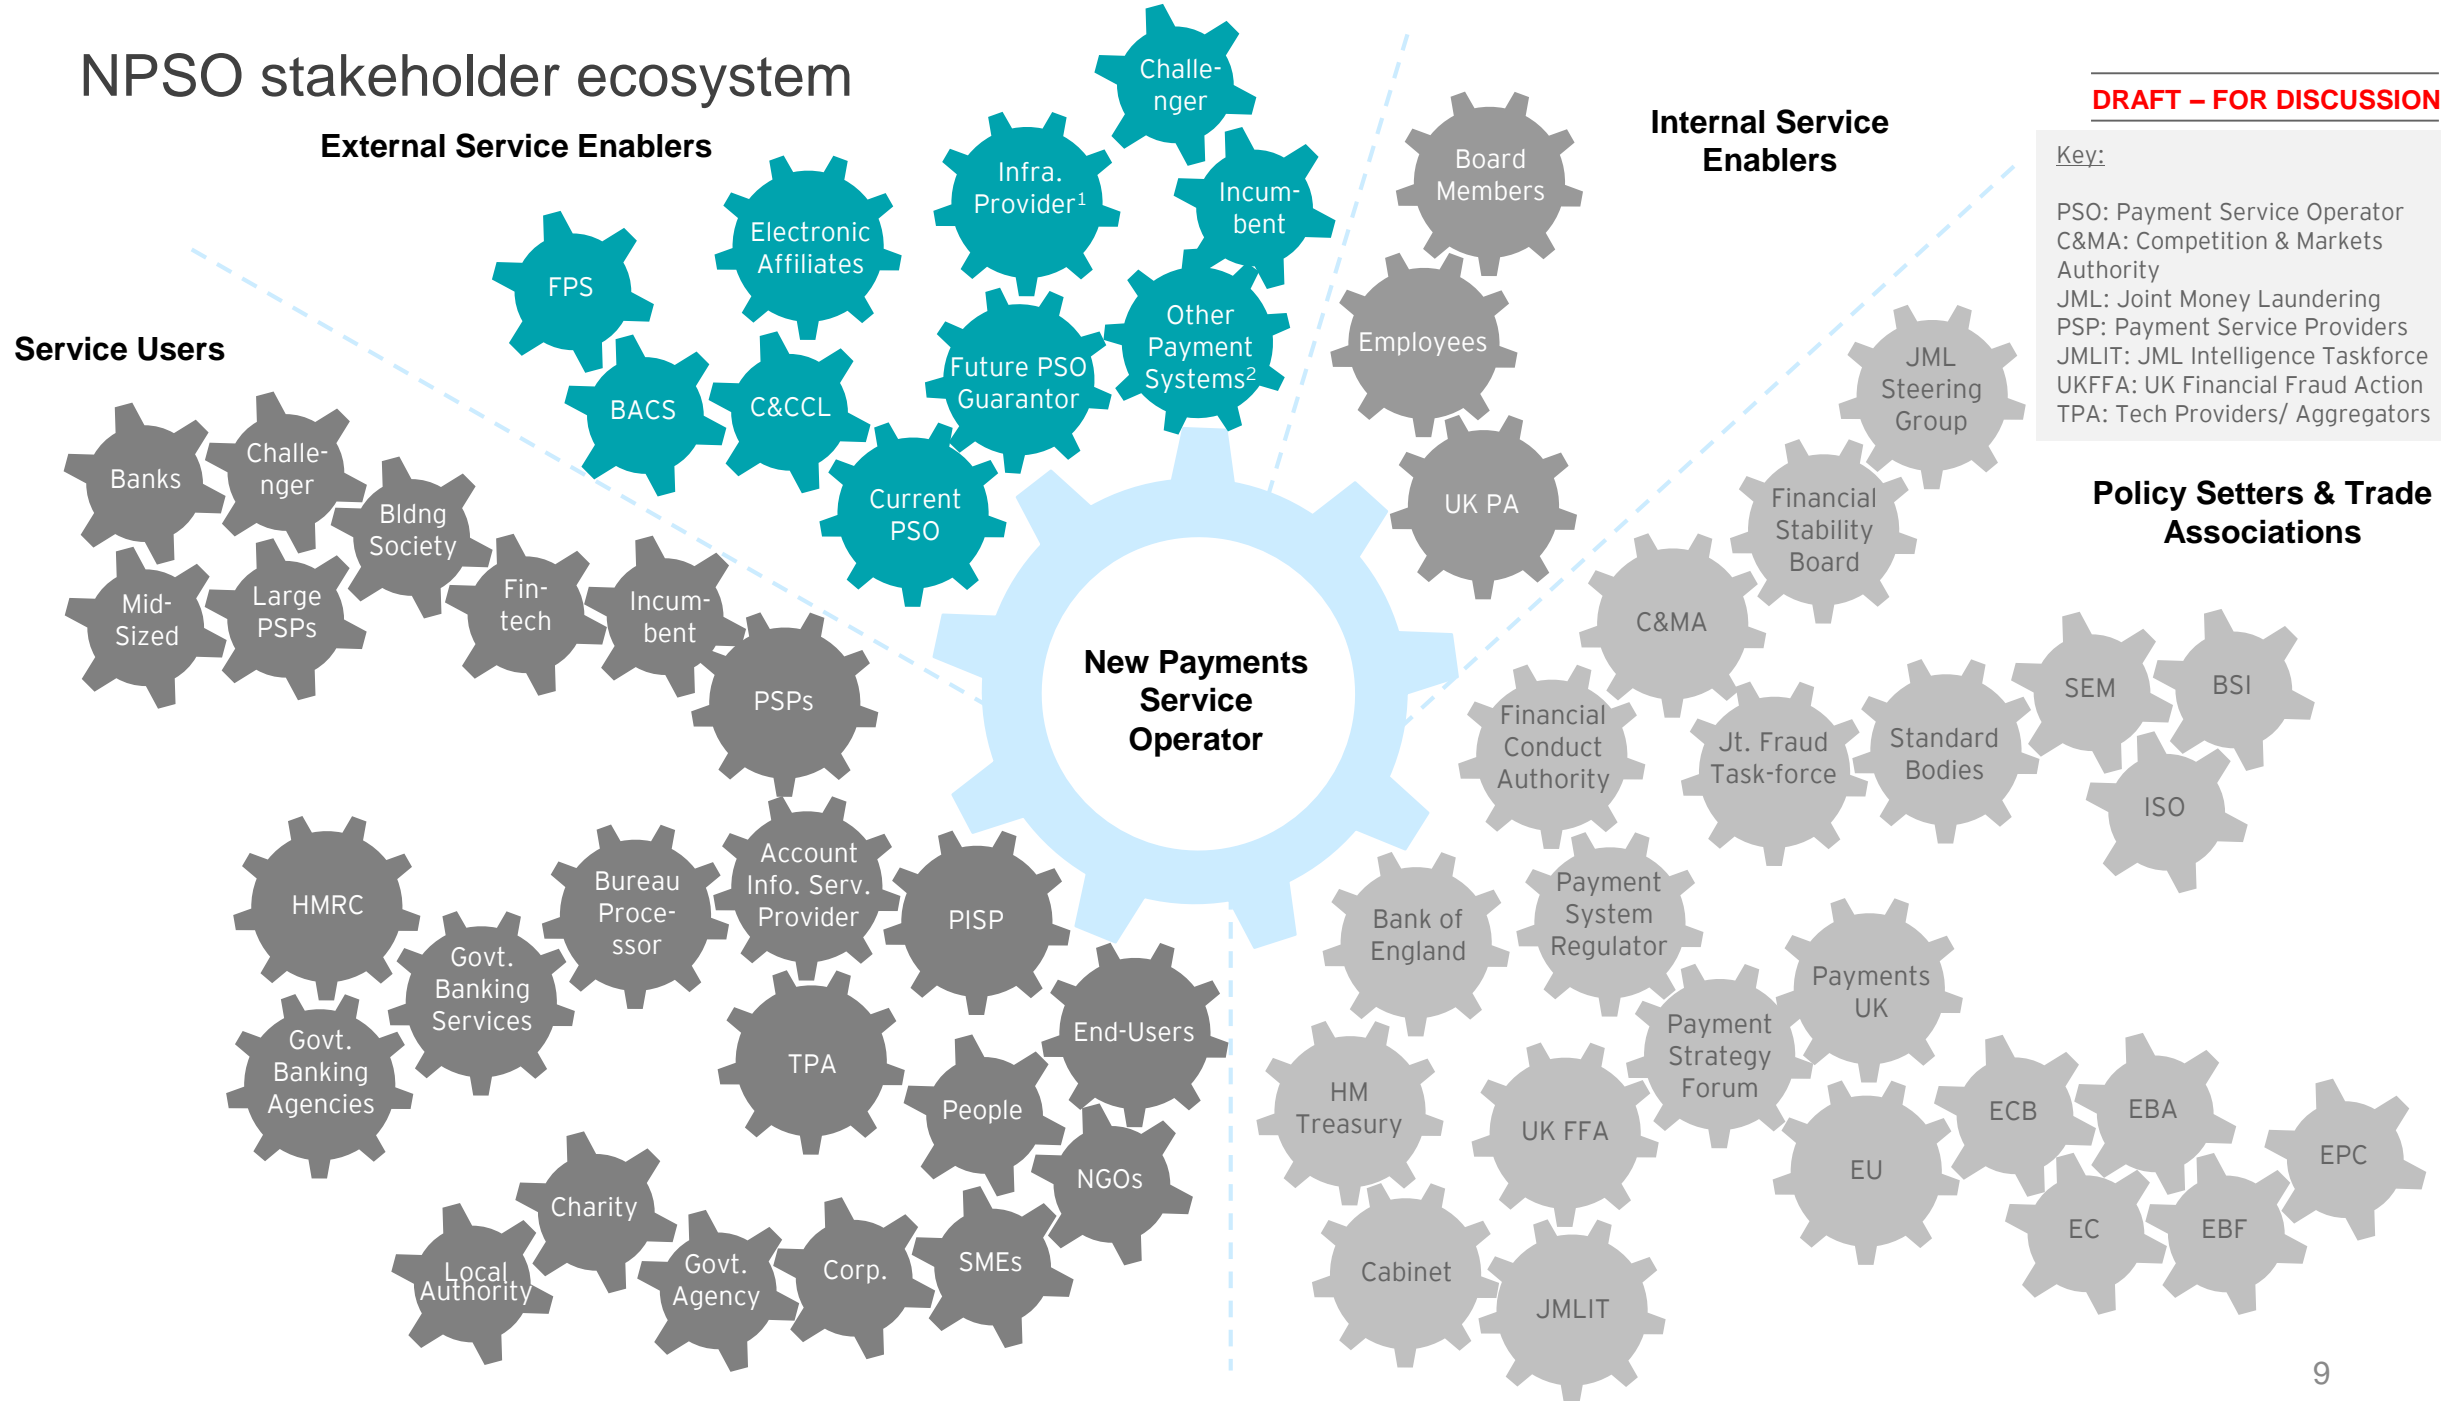 NPSO stakeholder ecosystem
DRAFT – FOR DISCUSSION
Key:
PSO: Payment Service Operator
C&MA: Competition & Markets
Authority
JML: Joint Money Laundering
PSP: Payment Service Providers
JMLIT: JML Intelligence Taskforce
UKFFA: UK Financial Fraud Action
TPA: Tech Providers/ Aggregators
External Service Enablers
Challe-
nger
Infra.
Provider¹
Incum-
bent
Electronic
Affiliates
FPS
Other
Payment
Systems²
Future PSO
Guarantor
BACS
C&CCL
Current
PSO
Internal Service
Enablers
Board
Members
Employees
UK PA
Service Users
Banks
Challe-
nger
Bldng
Society
Mid-
Sized
Large
PSPs
Fin-
tech
Incum-
bent
PSPs
HMRC
Bureau
Proce-
ssor
Account
Info. Serv.
Provider
PISP
Govt.
Banking
Services
Govt.
Banking
Agencies
TPA
End-Users
People
NGOs
Charity
Local
Authority
Govt.
Agency
Corp.
SMEs
New Payments
Service
Operator
Policy Setters & Trade
Associations
JML
Steering
Group
Financial
Stability
Board
C&MA
Financial
Conduct
Authority
Jt. Fraud
Task-force
Standard
Bodies
SEM
BSI
ISO
Bank of
England
Payment
System
Regulator
Payments
UK
Payment
Strategy
Forum
HM
Treasury
UK FFA
EU
ECB
EBA
EPC
EC
EBF
Cabinet
JMLIT
9